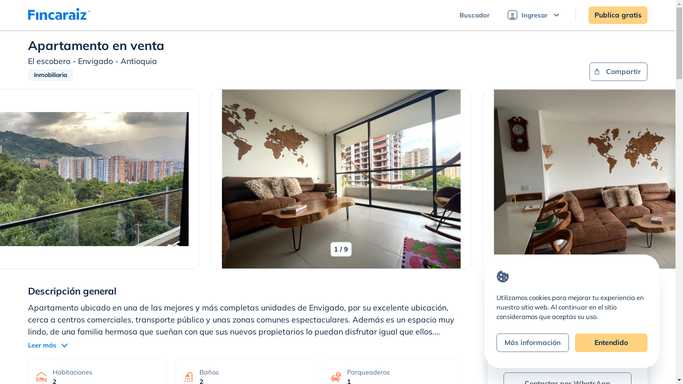 Fincaraiz
Buscador
Ingresar
Publica gratis
Apartamento en venta
El escobero - Envigado - Antioquia
Inmobiliaria
Compartir
1 / 9
Descripción general
Apartamento ubicado en una de las mejores y más completas unidades de Envigado, por su excelente ubicación,
cerca a centros comerciales, transporte público y unas zonas comunes espectaculares. Además es un espacio muy
lindo, de una familia hermosa que sueñan con que sus nuevos propietarios lo puedan disfrutar igual que ellos....
Leer más
Habitaciones
2
Baños
2
Parqueaderos
1
Utilizamos cookies para mejorar tu experiencia en
nuestro sitio web. Al continuar en el sitio
consideramos que aceptas su uso.
Más información
Entendido
Contactar por WhatsApp